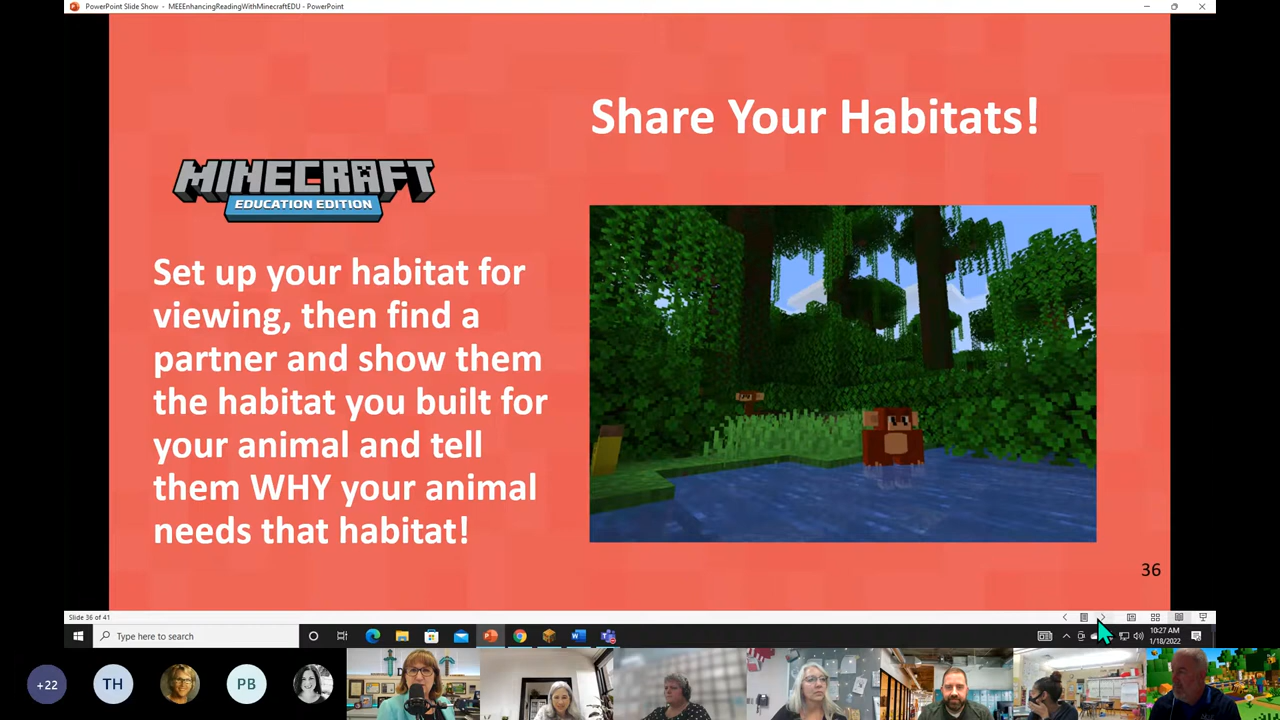 PowerPoint Slide Show - MEEEnhancingReadingWithMinecraftEDU - PowerPoint
Share Your Habitats!
MINECRAFT
EDUCATION EDITION
Set up your habitat for
viewing, then find a
partner and show them
the habitat you built for
your animal and tell
them WHY your animal
needs that habitat!
36
Slide 36 of 41
Type here to search
10:27 AM
1/18/2022
+22
TH
PB